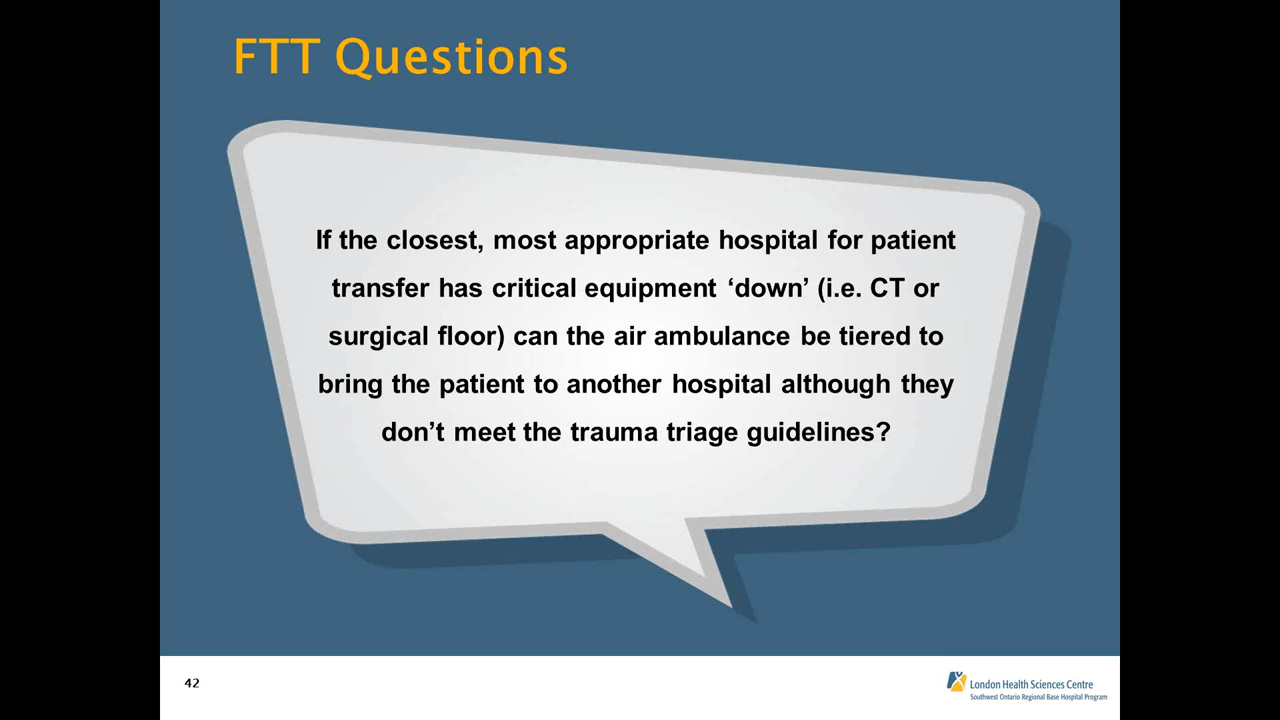 FTT Questions
If the closest, most appropriate hospital for patient
transfer has critical equipment ‘down’ (i.e. CT or
surgical floor) can the air ambulance be tiered to
bring the patient to another hospital although they
don’t meet the trauma triage guidelines?
42
London Health Sciences Centre
Southwest Ontario Regional Base Hospital Program